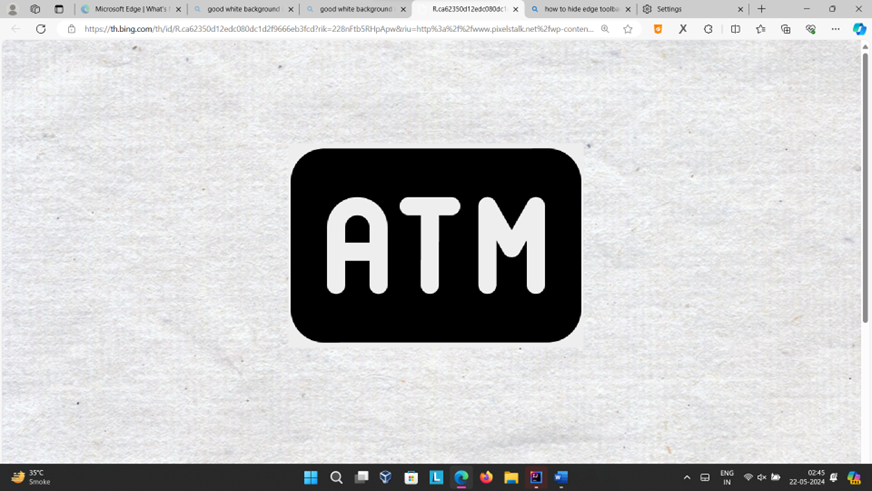 Microsoft Edge | What's
good white background
good white background
R.ca62350d12edc080dc1d2f9666eb3fcd
how to hide edge toolba
Settings
https://th.bing.com/th/id/R.ca62350d12edc080dc1d2f9666eb3fcd?rik=228nFtb5RHpApw&riu=http%3a%2f%2fwww.pixelstalk.net%2fwp-conten...
ATM
35°C
Smoke
ENG
IN
02:45
22-05-2024